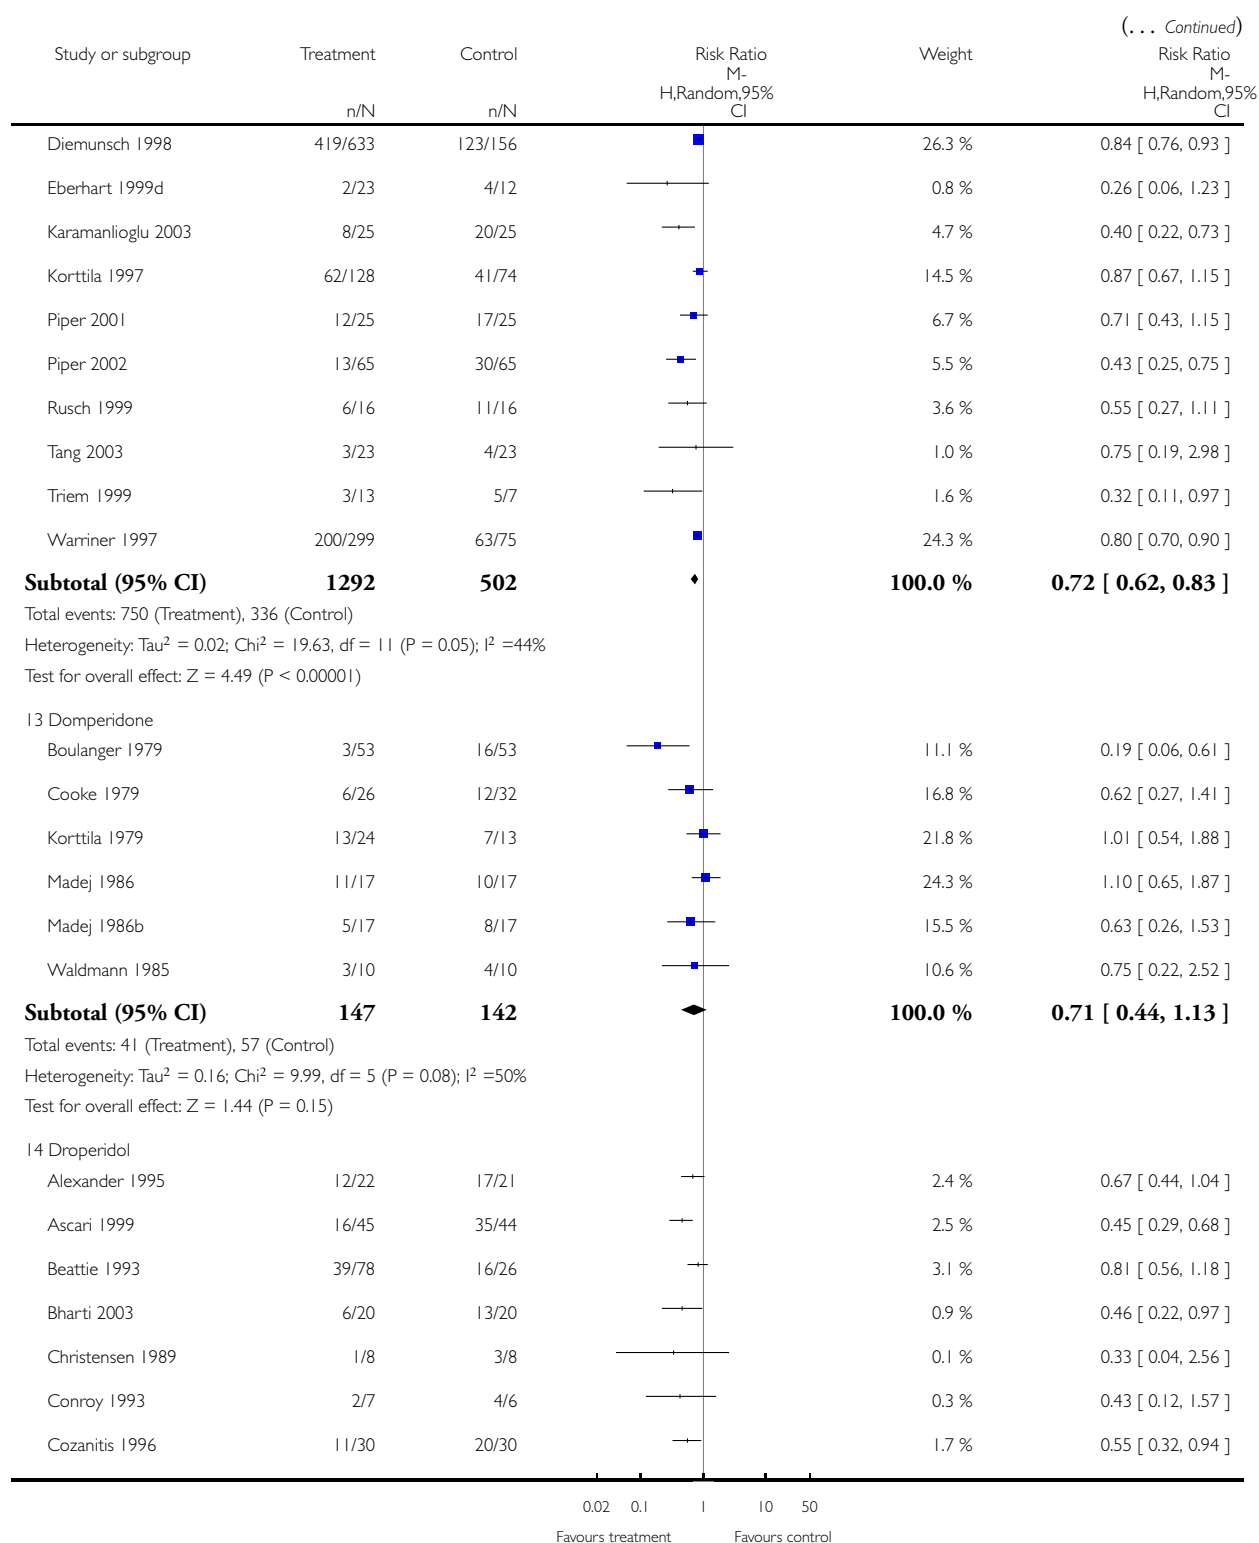 (... Continued)
Study or subgroup Treatment Control Risk Ratio Weight Risk Ratio
M- M-
H,Random,95% H,Random,95%
n/N n/N CI CI
Diemunsch 1998 419/633 123/156 26.3 % 0.84 [ 0.76, 0.93 ]
Eberhart 1999d 2/23 4/12 0.8 % 0.26 [ 0.06, 1.23 ]
Karamanlioglu 2003 8/25 20/25 4.7 % 0.40 [ 0.22, 0.73 ]
Korttila 1997 62/128 41/74 14.5 % 0.87 [ 0.67, 1.15 ]
Piper 2001 12/25 17/25 6.7 % 0.71 [ 0.43, 1.15 ]
Piper 2002 13/65 30/65 5.5 % 0.43 [ 0.25, 0.75 ]
Rusch 1999 6/16 11/16 3.6 % 0.55 [ 0.27, 1.11 ]
Tang 2003 3/23 4/23 1.0 % 0.75 [ 0.19, 2.98 ]
Triem 1999 3/13 5/7 1.6 % 0.32 [ 0.11, 0.97 ]
Warriner 1997 200/299 63/75 24.3 % 0.80 [ 0.70, 0.90 ]
Subtotal (95% CI) 1292 502 100.0 % 0.72 [ 0.62, 0.83 ]
Total events: 750 (Treatment), 336 (Control)
Heterogeneity: Tau² = 0.02; Chi² = 19.63, df = 11 (P = 0.05); I² =44%
Test for overall effect: Z = 4.49 (P < 0.00001)
13 Domperidone
Boulanger 1979 3/53 16/53 11.1 % 0.19 [ 0.06, 0.61 ]
Cooke 1979 6/26 12/32 16.8 % 0.62 [ 0.27, 1.41 ]
Korttila 1979 13/24 7/13 21.8 % 1.01 [ 0.54, 1.88 ]
Madej 1986 11/17 10/17 24.3 % 1.10 [ 0.65, 1.87 ]
Madej 1986b 5/17 8/17 15.5 % 0.63 [ 0.26, 1.53 ]
Waldmann 1985 3/10 4/10 10.6 % 0.75 [ 0.22, 2.52 ]
Subtotal (95% CI) 147 142 100.0 % 0.71 [ 0.44, 1.13 ]
Total events: 41 (Treatment), 57 (Control)
Heterogeneity: Tau² = 0.16; Chi² = 9.99, df = 5 (P = 0.08); I² =50%
Test for overall effect: Z = 1.44 (P = 0.15)
14 Droperidol
Alexander 1995 12/22 17/21 2.4 % 0.67 [ 0.44, 1.04 ]
Ascari 1999 16/45 35/44 2.5 % 0.45 [ 0.29, 0.68 ]
Beattie 1993 39/78 16/26 3.1 % 0.81 [ 0.56, 1.18 ]
Bharti 2003 6/20 13/20 0.9 % 0.46 [ 0.22, 0.97 ]
Christensen 1989 1/8 3/8 0.1 % 0.33 [ 0.04, 2.56 ]
Conroy 1993 2/7 4/6 0.3 % 0.43 [ 0.12, 1.57 ]
Cozanitis 1996 11/30 20/30 1.7 % 0.55 [ 0.32, 0.94 ]
0.02 0.1 1 10 50
Favours treatment Favours control